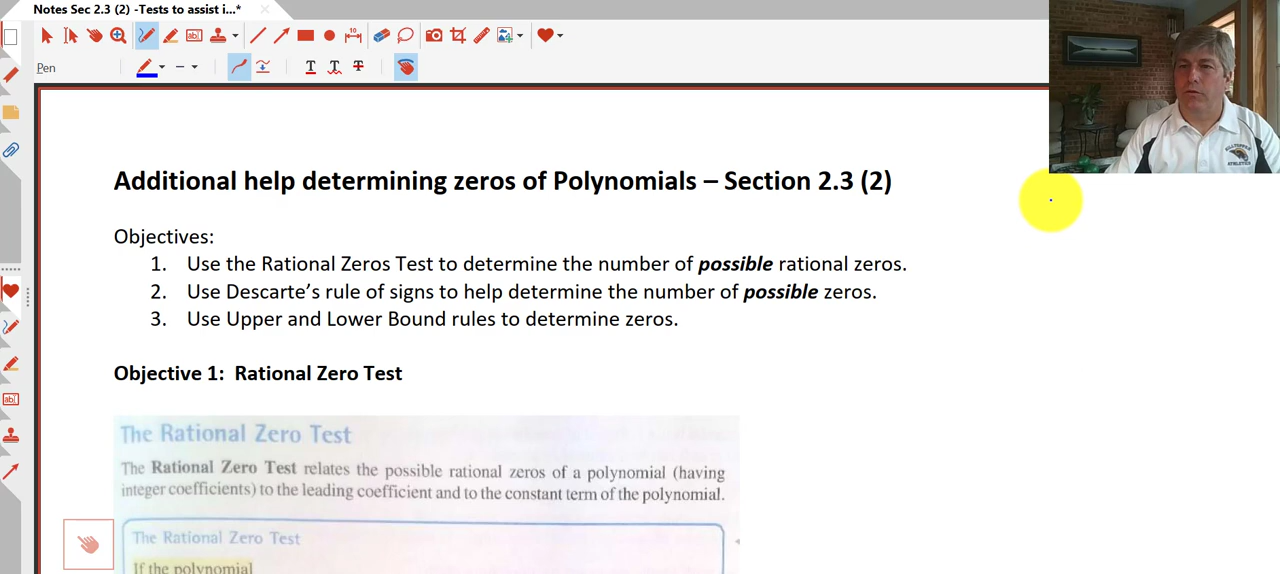 Notes Sec 2.3 (2) -Tests to assist i...*
Pen
Additional help determining zeros of Polynomials – Section 2.3 (2)
Objectives:
1. Use the Rational Zeros Test to determine the number of possible rational zeros.
2. Use Descarte's rule of signs to help determine the number of possible zeros.
3. Use Upper and Lower Bound rules to determine zeros.
Objective 1: Rational Zero Test
The Rational Zero Test
The Rational Zero Test relates the possible rational zeros of a polynomial (having
integer coefficients) to the leading coefficient and to the constant term of the polynomial.
The Rational Zero Test
If the polynomial